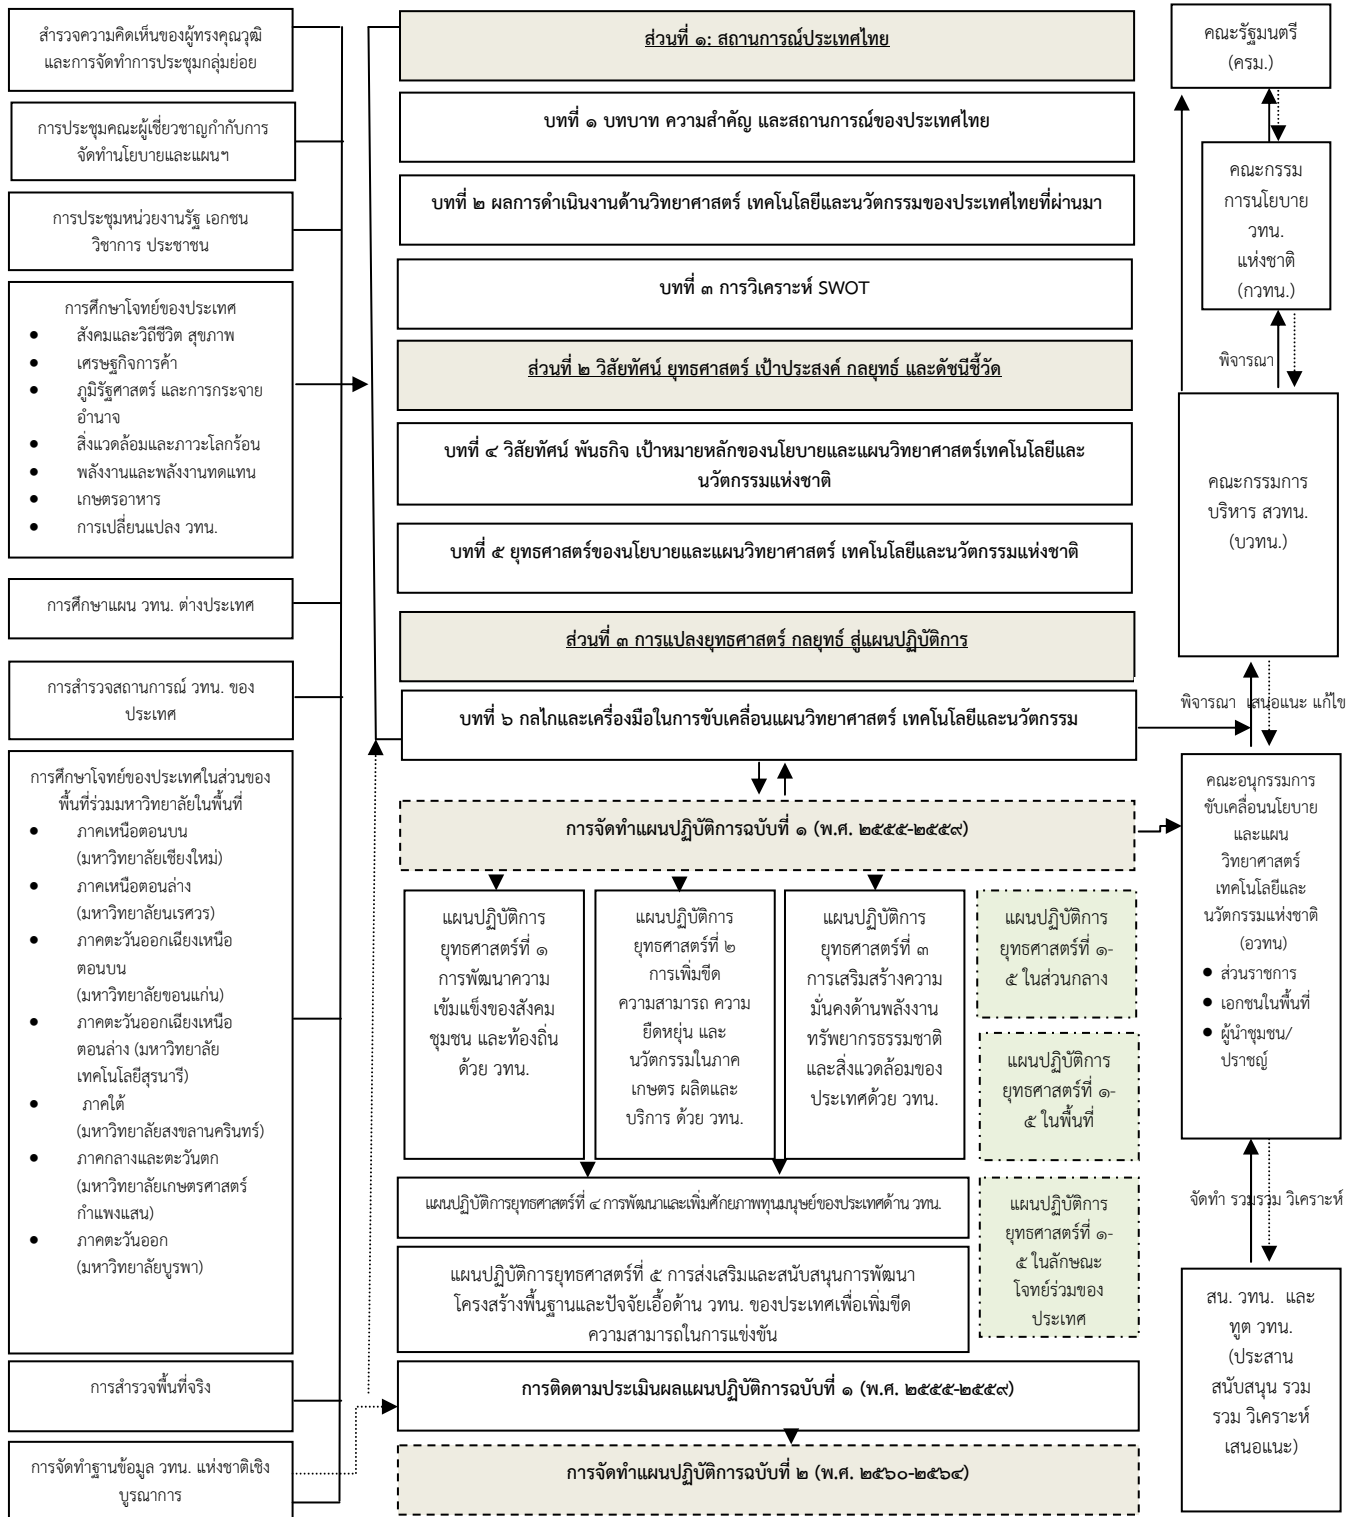 สำรวจความคิดเห็นของผู้ทรงคุณวุฒิ
และการจัดทำการประชุมกลุ่มย่อย
การประชุมคณะผู้เชี่ยวชาญกำกับการ
จัดทำนโยบายและแผนฯ
การประชุมหน่วยงานรัฐ เอกชน
วิชาการ ประชาชน
การศึกษาโจทย์ของประเทศ
● สังคมและวิถีชีวิต สุขภาพ
● เศรษฐกิจการค้า
● ภูมิรัฐศาสตร์ และการกระจาย
อำนาจ
● สิ่งแวดล้อมและภาวะโลกร้อน
● พลังงานและพลังงานทดแทน
● เกษตรอาหาร
● การเปลี่ยนแปลง วทน.
การศึกษาแผน วทน. ต่างประเทศ
การสำรวจสถานการณ์ วทน. ของ
ประเทศ
การศึกษาโจทย์ของประเทศในส่วนของ
พื้นที่ร่วมมหาวิทยาลัยในพื้นที่
● ภาคเหนือตอนบน
(มหาวิทยาลัยเชียงใหม่)
● ภาคเหนือตอนล่าง
(มหาวิทยาลัยนเรศวร)
● ภาคตะวันออกเฉียงเหนือ
ตอนบน
(มหาวิทยาลัยขอนแก่น)
● ภาคตะวันออกเฉียงเหนือ
ตอนล่าง (มหาวิทยาลัย
เทคโนโลยีสุรนารี)
● ภาคใต้
(มหาวิทยาลัยสงขลานครินทร์)
● ภาคกลางและตะวันตก
(มหาวิทยาลัยเกษตรศาสตร์
กำแพงแสน)
● ภาคตะวันออก
(มหาวิทยาลัยบูรพา)
การสำรวจพื้นที่จริง
การจัดทำฐานข้อมูล วทน. แห่งชาติเชิง
บูรณาการ
ส่วนที่ ๑: สถานการณ์ประเทศไทย
บทที่ ๑ บทบาท ความสำคัญ และสถานการณ์ของประเทศไทย
บทที่ ๒ ผลการดำเนินงานด้านวิทยาศาสตร์ เทคโนโลยีและนวัตกรรมของประเทศไทยที่ผ่านมา
บทที่ ๓ การวิเคราะห์ SWOT
ส่วนที่ ๒ วิสัยทัศน์ ยุทธศาสตร์ เป้าประสงค์ กลยุทธ์ และดัชนีชี้วัด
บทที่ ๔ วิสัยทัศน์ พันธกิจ เป้าหมายหลักของนโยบายและแผนวิทยาศาสตร์เทคโนโลยีและ
นวัตกรรมแห่งชาติ
บทที่ ๕ ยุทธศาสตร์ของนโยบายและแผนวิทยาศาสตร์ เทคโนโลยีและนวัตกรรมแห่งชาติ
ส่วนที่ ๓ การแปลงยุทธศาสตร์ กลยุทธ์ สู่แผนปฏิบัติการ
บทที่ ๖ กลไกและเครื่องมือในการขับเคลื่อนแผนวิทยาศาสตร์ เทคโนโลยีและนวัตกรรม
การจัดทำแผนปฏิบัติการฉบับที่ ๑ (พ.ศ. ๒๕๕๕-๒๕๕๙)
แผนปฏิบัติการ
ยุทธศาสตร์ที่ ๑
การพัฒนาความ
เข้มแข็งของสังคม
ชุมชน และท้องถิ่น
ด้วย วทน.
แผนปฏิบัติการ
ยุทธศาสตร์ที่ ๒
การเพิ่มขีด
ความสามารถ ความ
ยืดหยุ่น และ
นวัตกรรมในภาค
เกษตร ผลิตและ
บริการ ด้วย วทน.
แผนปฏิบัติการ
ยุทธศาสตร์ที่ ๓
การเสริมสร้างความ
มั่นคงด้านพลังงาน
ทรัพยากรธรรมชาติ
และสิ่งแวดล้อมของ
ประเทศด้วย วทน.
แผนปฏิบัติการ
ยุทธศาสตร์ที่ ๑-
๕ ในส่วนกลาง
แผนปฏิบัติการ
ยุทธศาสตร์ที่ ๑-
๕ ในพื้นที่
แผนปฏิบัติการ
ยุทธศาสตร์ที่ ๑-
๕ ในลักษณะ
โจทย์ร่วมของ
ประเทศ
แผนปฏิบัติการยุทธศาสตร์ที่ ๔ การพัฒนาและเพิ่มศักยภาพทุนมนุษย์ของประเทศด้าน วทน.
แผนปฏิบัติการยุทธศาสตร์ที่ ๕ การส่งเสริมและสนับสนุนการพัฒนา
โครงสร้างพื้นฐานและปัจจัยเอื้อด้าน วทน. ของประเทศเพื่อเพิ่มขีด
ความสามารถในการแข่งขัน
การติดตามประเมินผลแผนปฏิบัติการฉบับที่ ๑ (พ.ศ. ๒๕๕๕-๒๕๕๙)
การจัดทำแผนปฏิบัติการฉบับที่ ๒ (พ.ศ. ๒๕๖๐-๒๕๖๔)
คณะรัฐมนตรี
(ครม.)
คณะกรรม
การนโยบาย
วทน.
แห่งชาติ
(กวทน.)
พิจารณา
คณะกรรมการ
บริหาร สวทน.
(บวทน.)
พิจารณา เสนอแนะ แก้ไข
คณะอนุกรรมการ
ขับเคลื่อนนโยบาย
และแผน
วิทยาศาสตร์
เทคโนโลยีและ
นวัตกรรมแห่งชาติ
(อวทน)
● ส่วนราชการ
● เอกชนในพื้นที่
● ผู้นำชุมชน/
ปราชญ์
จัดทำ รวมรวม วิเคราะห์
สน. วทน. และ
ทูต วทน.
(ประสาน
สนับสนุน รวม
รวม วิเคราะห์
เสนอแนะ)